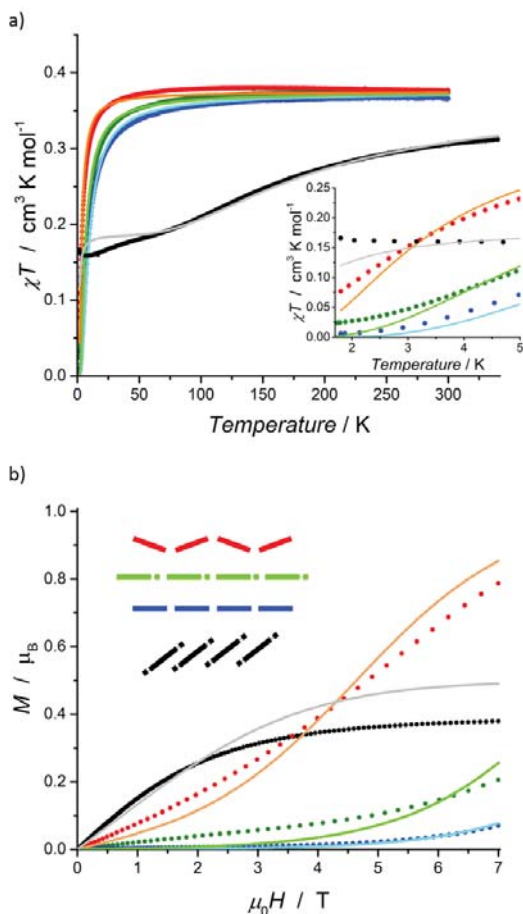 a)
0.4
0.3
0.2
0.1
0.0
χT / cm³ K mol⁻¹
0 50 100 150 200 250 300
Temperature / K
0.25
0.20
0.15
0.10
0.05
0.00
χT / cm³ K mol⁻¹
2 3 4 5
Temperature / K
b)
1.0
0.8
0.6
0.4
0.2
0.0
M / μB
0 1 2 3 4 5 6 7
μ₀H / T